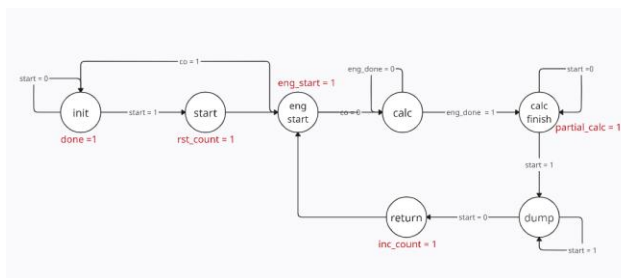 co = 1
eng_start = 1
eng_done = 0
start =0
start = 0
init
start = 1
start
eng
start
co = 0
calc
eng_done = 1
calc
finish
done =1
rst_count = 1
partial_calc = 1
start = 1
return
start = 0
dump
inc_count = 1
start = 1